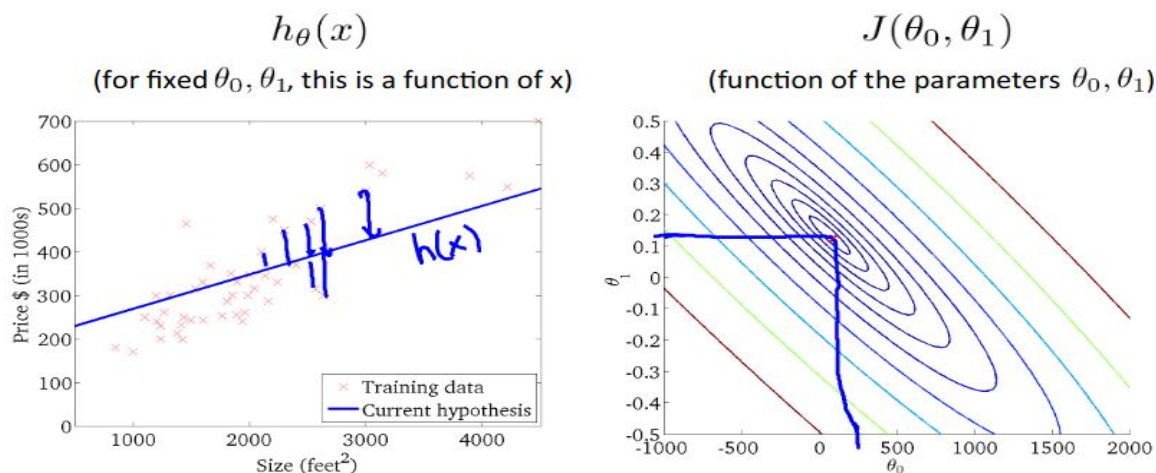 h_θ(x)
(for fixed θ₀, θ₁, this is a function of x)
700
600
500
400
300
200
100
0
Price $ (in 1000s)
1000
2000
3000
4000
Size (feet²)
h(x)
Training data
Current hypothesis
J(θ₀, θ₁)
(function of the parameters θ₀, θ₁)
0.5
0.4
0.3
0.2
0.1
0
-0.1
-0.2
-0.3
-0.4
-0.5
θ₁
-1000
-500
0
500
1000
1500
2000
θ₀